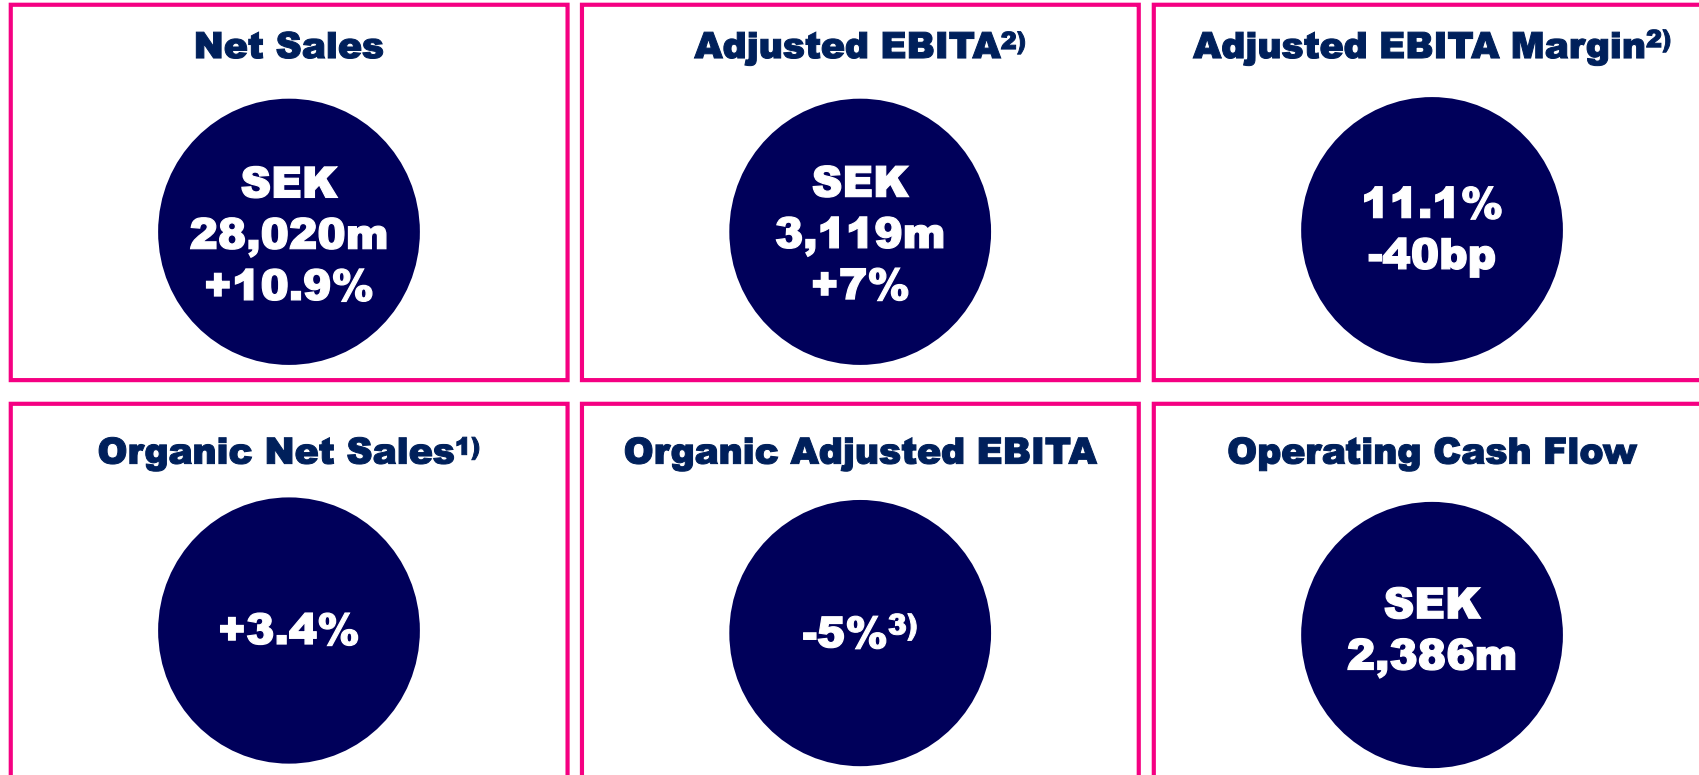 Net Sales
SEK
28,020m
+10.9%
Adjusted EBITA2)
SEK
3,119m
+7%
Adjusted EBITA Margin2)
11.1%
-40bp
Organic Net Sales1)
+3.4%
Organic Adjusted EBITA
-5%3)
Operating Cash Flow
SEK
2,386m